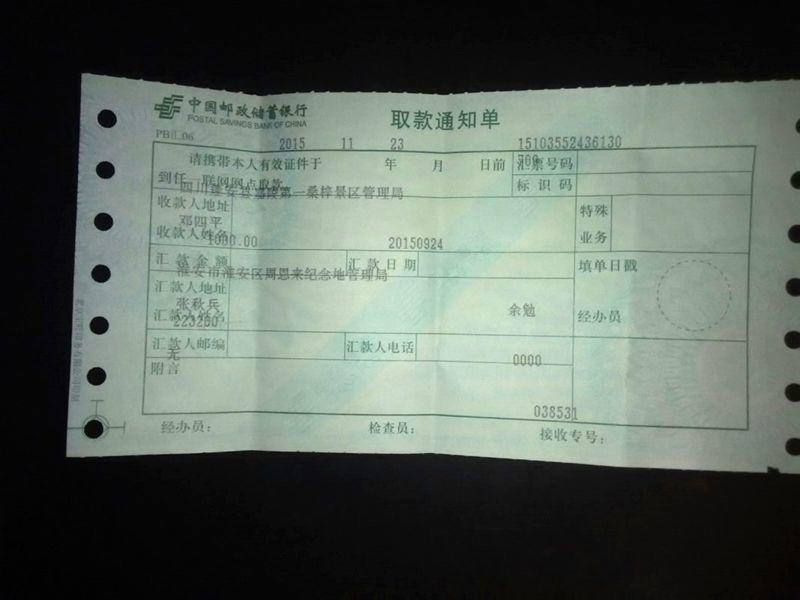 中国邮政储蓄银行
POSTAL SAVINGS BANK OF CHINA
取款通知单
PB汇06
2015 11 23 15103552436130
请携带本人有效证件于 年 月 日前 汇票号码
到任一联网网点取款 标识码
第一桑梓景区管理局
收款人地址 特殊
邓四平
收款人姓名 业务
1000.00 20150924
汇款金额 汇款日期 填单日戳
淮安市淮安区周恩来纪念地管理局
汇款人地址
张秋兵 余勉
汇款人姓名 经办员
223200
汇款人邮编 汇款人电话
无 0000
附言
038531
经办员： 检查员： 接收专号：